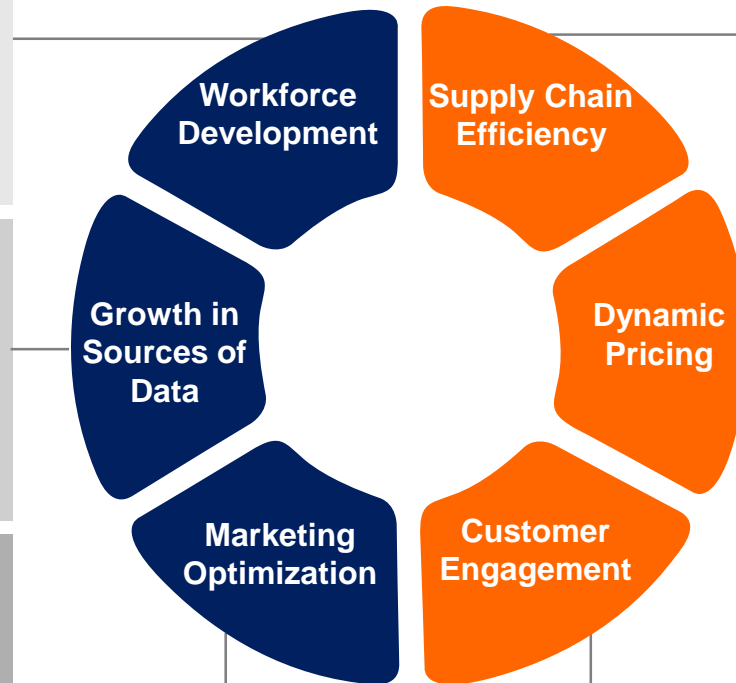 Workforce
Development
Supply Chain
Efficiency
Growth in
Sources of
Data
Dynamic
Pricing
Marketing
Optimization
Customer
Engagement